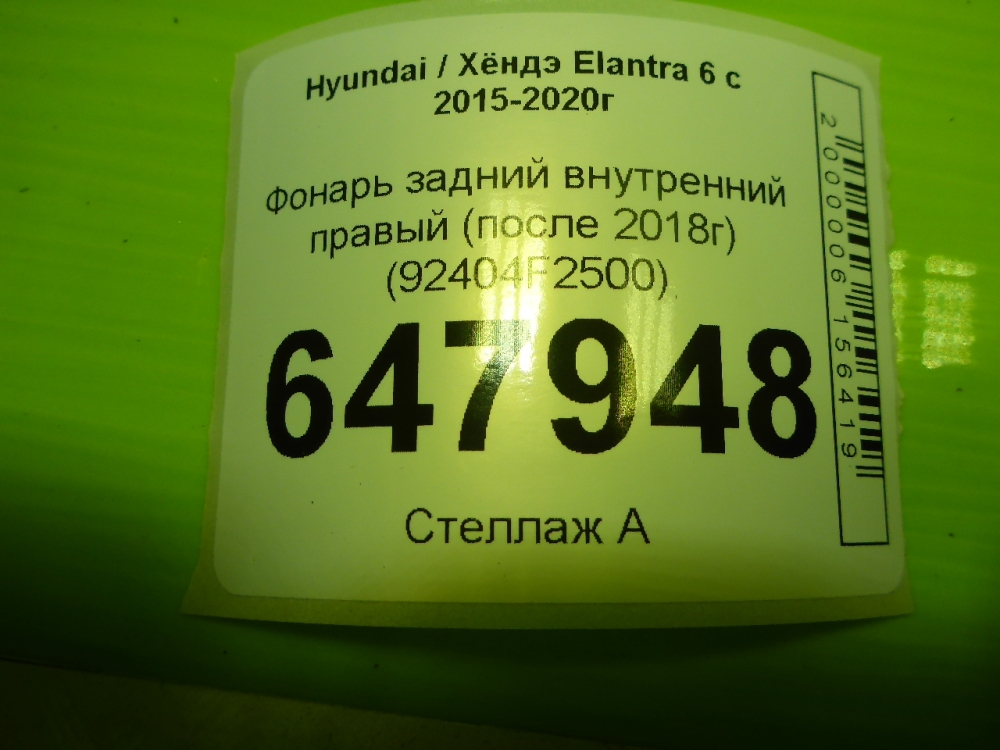 Hyundai / Хёндэ Elantra 6 с
2015-2020г
Фонарь задний внутренний
правый (после 2018г)
(92404F2500)
647948
Стеллаж А
2000006156419